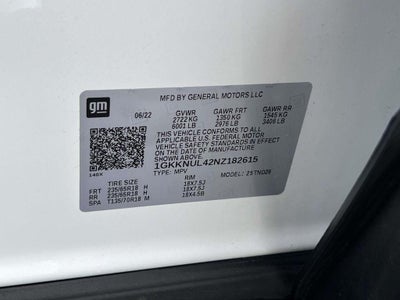 gm
MFD BY GENERAL MOTORS LLC
06/22 GVWR GAWR FRT GAWR RR
2722 KG 1350 KG 1545 KG
6001 LB 2976 LB 3406 LB
THIS VEHICLE CONFORMS TO ALL
APPLICABLE U.S. FEDERAL MOTOR
VEHICLE SAFETY STANDARDS IN
EFFECT ON THE DATE OF
MANUFACTURE SHOWN ABOVE.
1GKKNUL42NZ182615
TYPE: MPV MODEL:
TIRE SIZE RIM
FRT 235/65R18 H 18X7.5J
RR 235/65R18 H 18X7.5J
SPA T135/70R18 M 18X4.5B